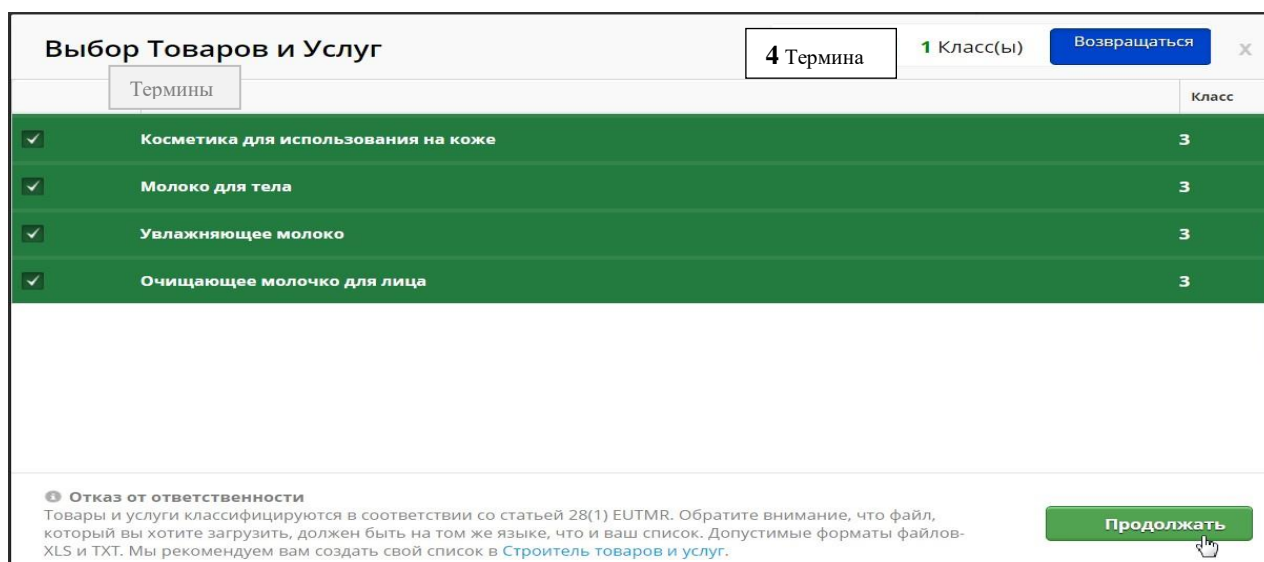 Выбор Товаров и Услуг
4 Термина
1 Класс(ы)
Возвращаться
x
Термины
Класс
Косметика для использования на коже 3
Молоко для тела 3
Увлажняющее молоко 3
Очищающее молочко для лица 3
Отказ от ответственности
Товары и услуги классифицируются в соответствии со статьей 28(1) EUTMR. Обратите внимание, что файл,
который вы хотите загрузить, должен быть на том же языке, что и ваш список. Допустимые форматы файлов-
XLS и TXT. Мы рекомендуем вам создать свой список в Строитель товаров и услуг.
Продолжать